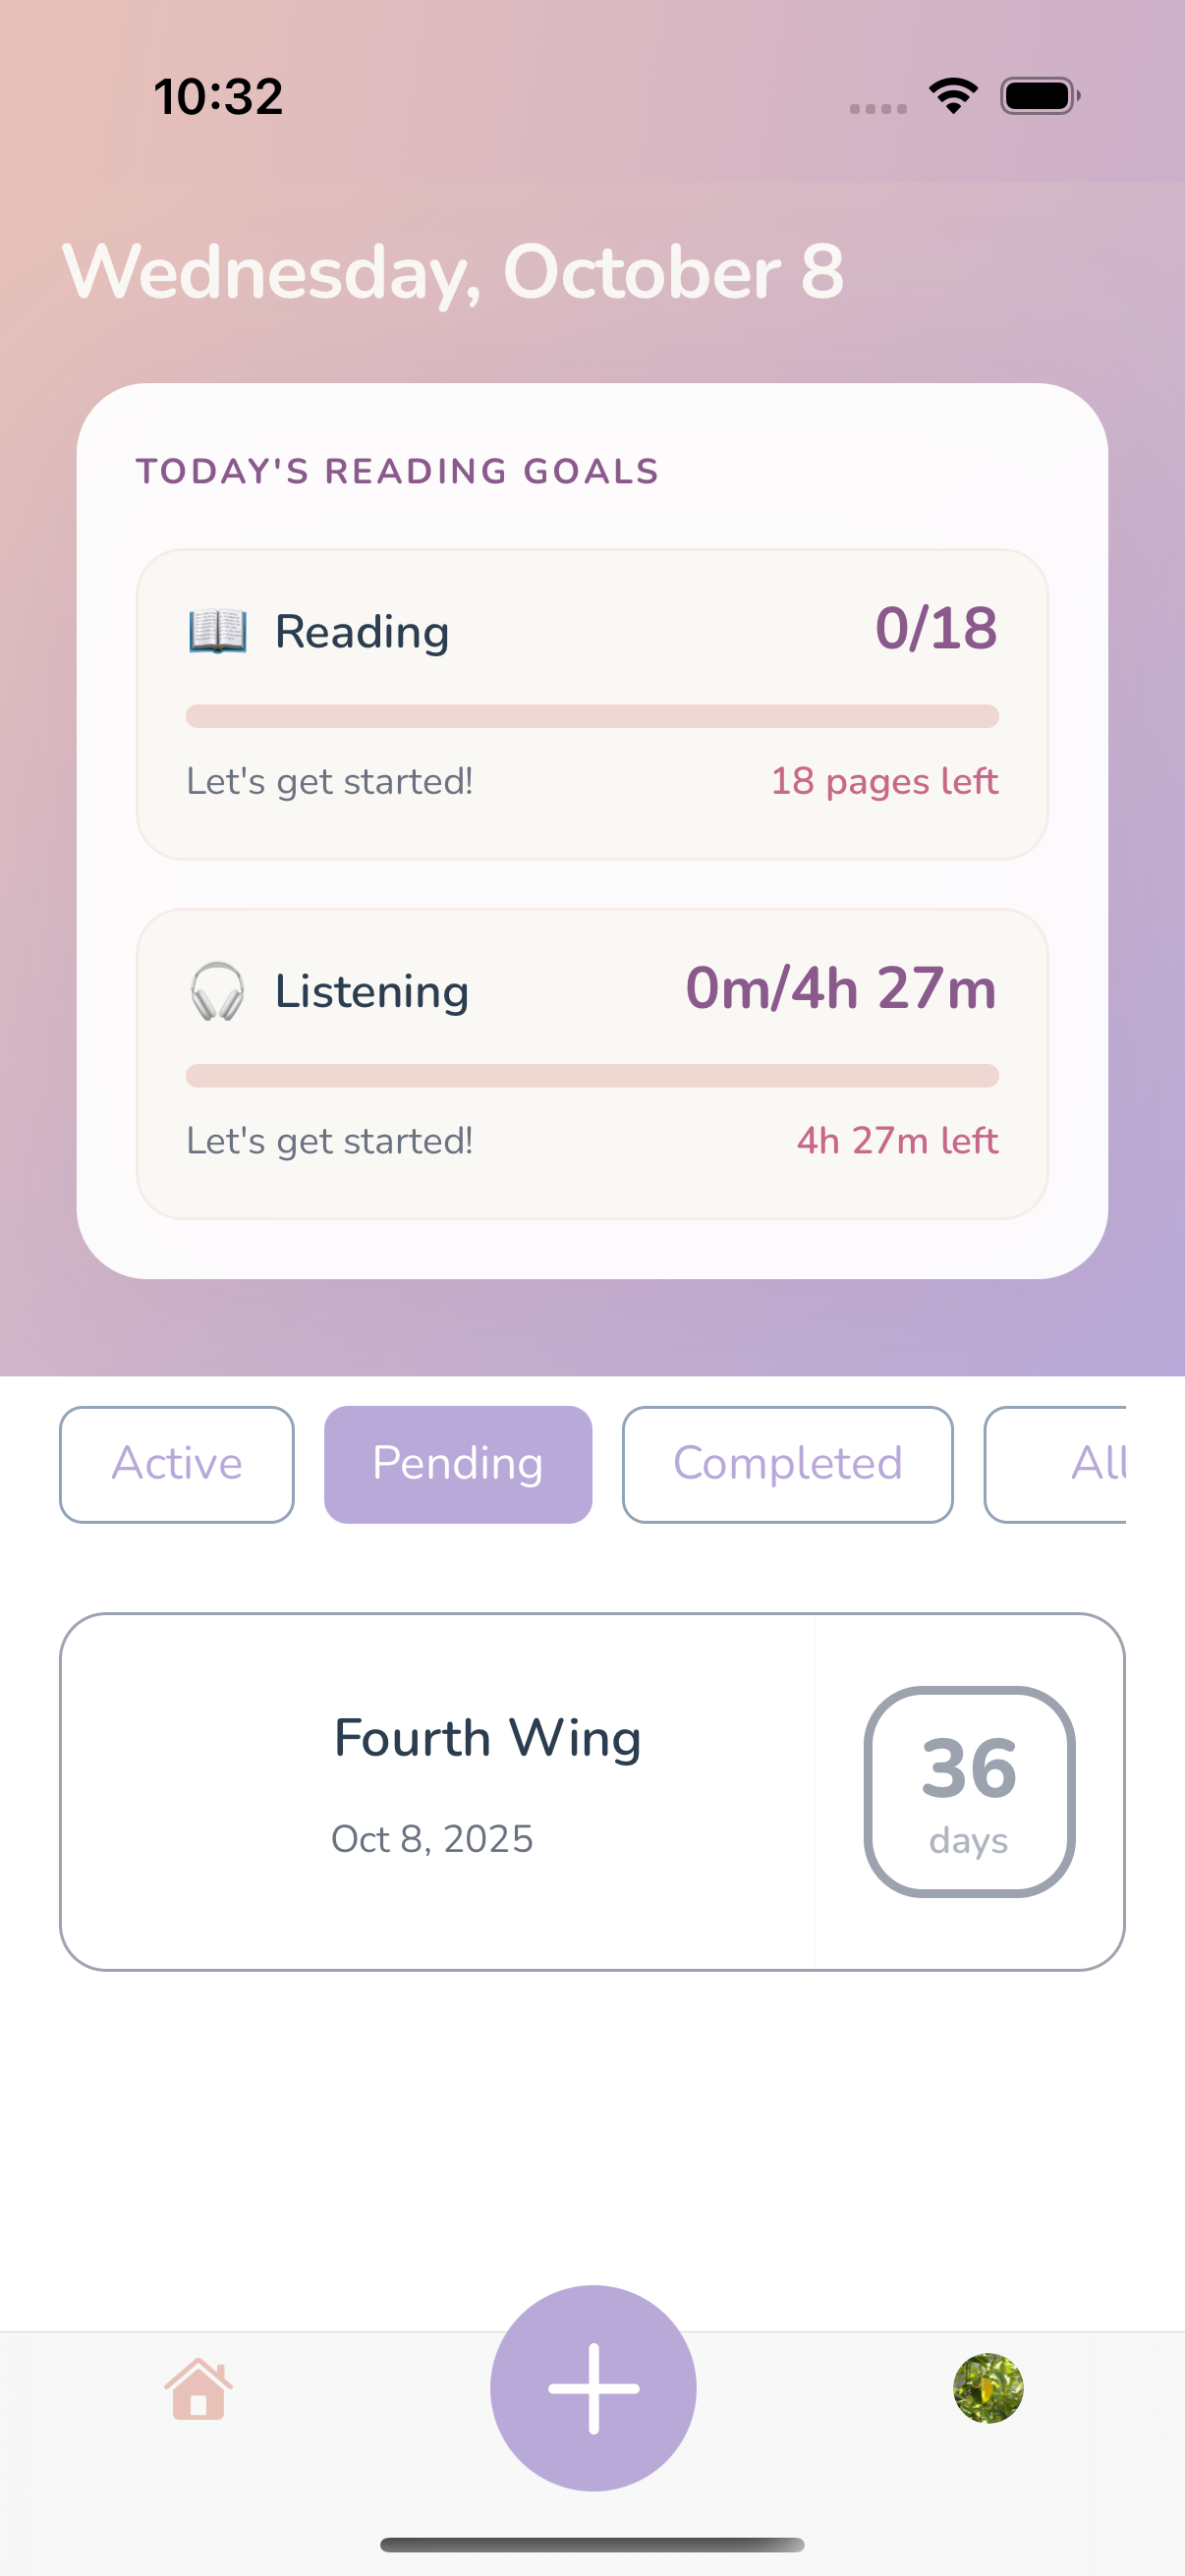 10:32
Wednesday, October 8
TODAY'S READING GOALS
Reading 0/18
Let's get started! 18 pages left
Listening 0m/4h 27m
Let's get started! 4h 27m left
Active Pending Completed All
Fourth Wing
Oct 8, 2025
36
days